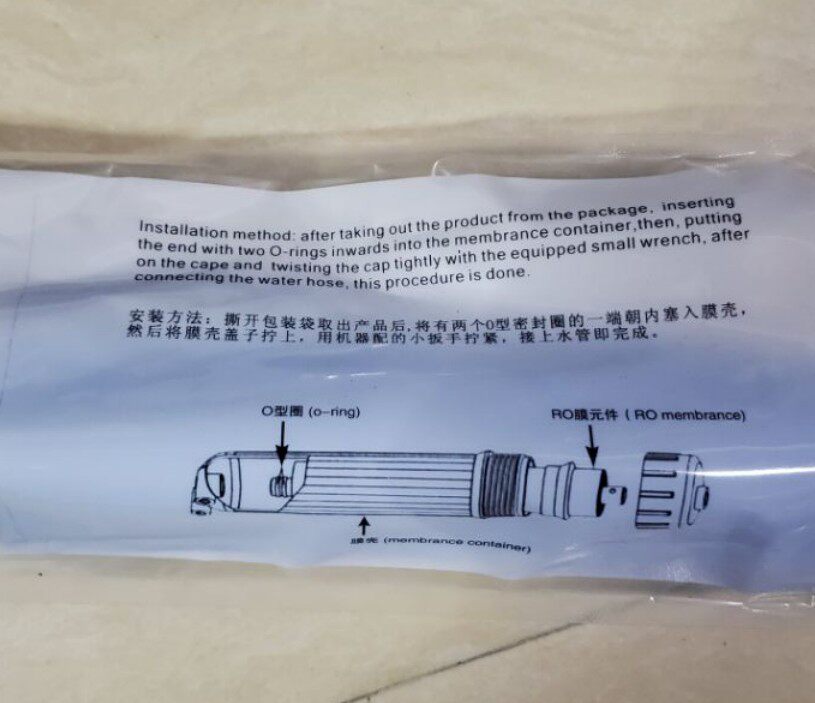 Installation method: after taking out the product from the package, inserting
the end with two O-rings inwards into the membrance container,then, putting
on the cape and twisting the cap tightly with the equipped small wrench, after
connecting the water hose, this procedure is done.
安装方法：撕开包装袋取出产品后,将有两个O型密封圈的一端朝内塞入膜壳，
然后将膜壳盖子拧上，用机器配的小扳手拧紧，接上水管即完成。
O型圈 (o-ring)
RO膜元件 ( RO membrance)
膜壳 (membrance container)